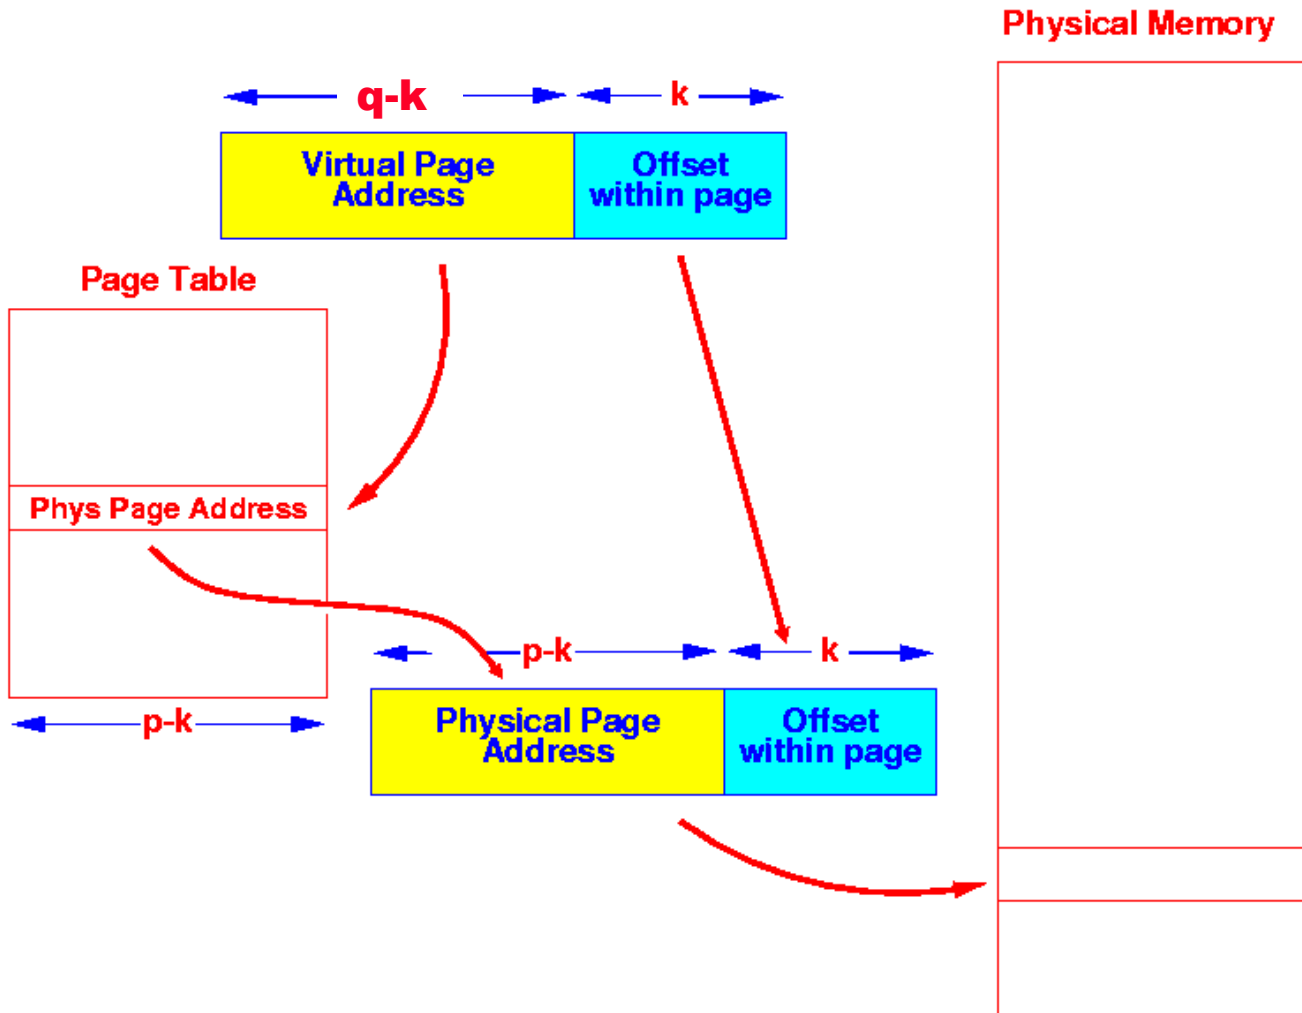 Physical Memory
q-k
k
Virtual Page
Address
Offset
within page
Page Table
Phys Page Address
p-k
k
p-k
Physical Page
Address
Offset
within page